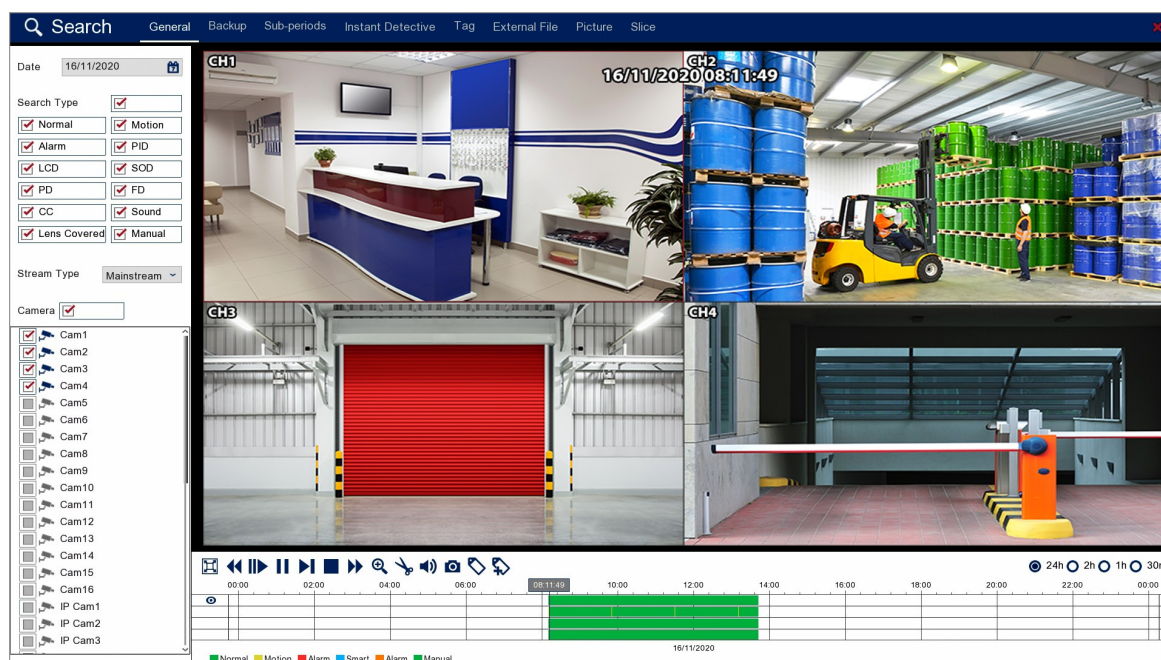 Search General Backup Sub-periods Instant Detective Tag External File Picture Slice
Date 16/11/2020
Search Type
Normal Motion
Alarm PID
LCD SOD
PD FD
CC Sound
Lens Covered Manual
Stream Type Mainstream
Camera
Cam1
Cam2
Cam3
Cam4
Cam5
Cam6
Cam7
Cam8
Cam9
Cam10
Cam11
Cam12
Cam13
Cam14
Cam15
Cam16
IP Cam1
IP Cam2
IP Cam3
CH1
CH2
16/11/2020 08:11:49
CH3
CH4
24h 2h 1h 30m
00:00 02:00 04:00 06:00 08:11:49 10:00 12:00 14:00 16:00 18:00 20:00 22:00 00:00
16/11/2020
Normal Motion Alarm Smart Alarm Manual